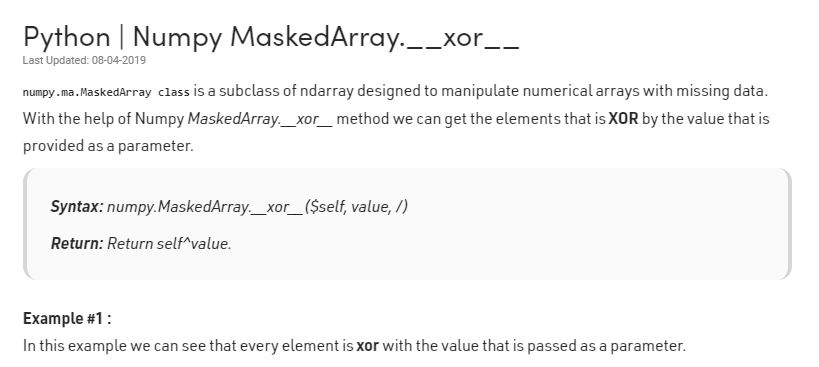 Python | Numpy MaskedArray.__xor__
Last Updated: 08-04-2019
numpy.ma.MaskedArray class is a subclass of ndarray designed to manipulate numerical arrays with missing data.
With the help of Numpy MaskedArray.__xor__ method we can get the elements that is XOR by the value that is
provided as a parameter.
Syntax: numpy.MaskedArray.__xor__($self, value, /)
Return: Return self^value.
Example #1 :
In this example we can see that every element is xor with the value that is passed as a parameter.